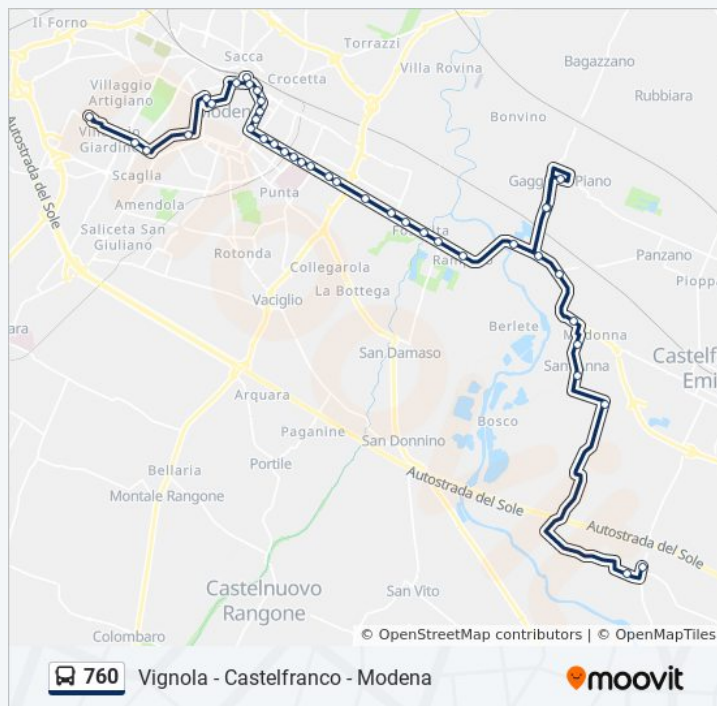 Il Forno
Sacca
Torrazzi
Crocetta
Villa Rovina
Bagazzano
Villaggio
Artigiano
Rubbiara
Bonvino
Giardino
Scaglia
Punta
Gaggio
Piano
Amendola
Saliceta San
Giuliano
Rotonda
Collegarola
Panzano
La Bottega
Vaciglio
Berlete
San Damaso
Castelf
Emi
Arquara
Bosco
Paganine
San Donnino
Portile
Autostrada del Sole
Bellaria
Autostrada del Sole
Montale Rangone
Autostrada del Sole
Castelnuovo
Rangone
San Vito
Colombaro
© OpenStreetMap contributors | © OpenMapTiles
760 Vignola - Castelfranco - Modena
moovit